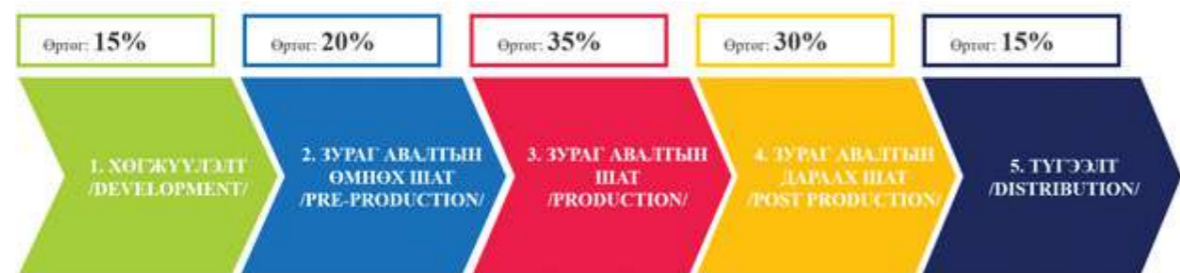 Өртөг: 15%
Өртөг: 20%
Өртөг: 35%
Өртөг: 30%
Өртөг: 15%
1. ХӨГЖҮҮЛЭЛТ
/DEVELOPMENT/
2. ЗУРАГ АВАЛТЫН
ӨМНӨХ ШАТ
/PRE-PRODUCTION/
3. ЗУРАГ АВАЛТЫН
ШАТ
/PRODUCTION/
4. ЗУРАГ АВАЛТЫН
ДАРААХ ШАТ
/POST PRODUCTION/
5. ТҮГЭЭЛТ
/DISTRIBUTION/